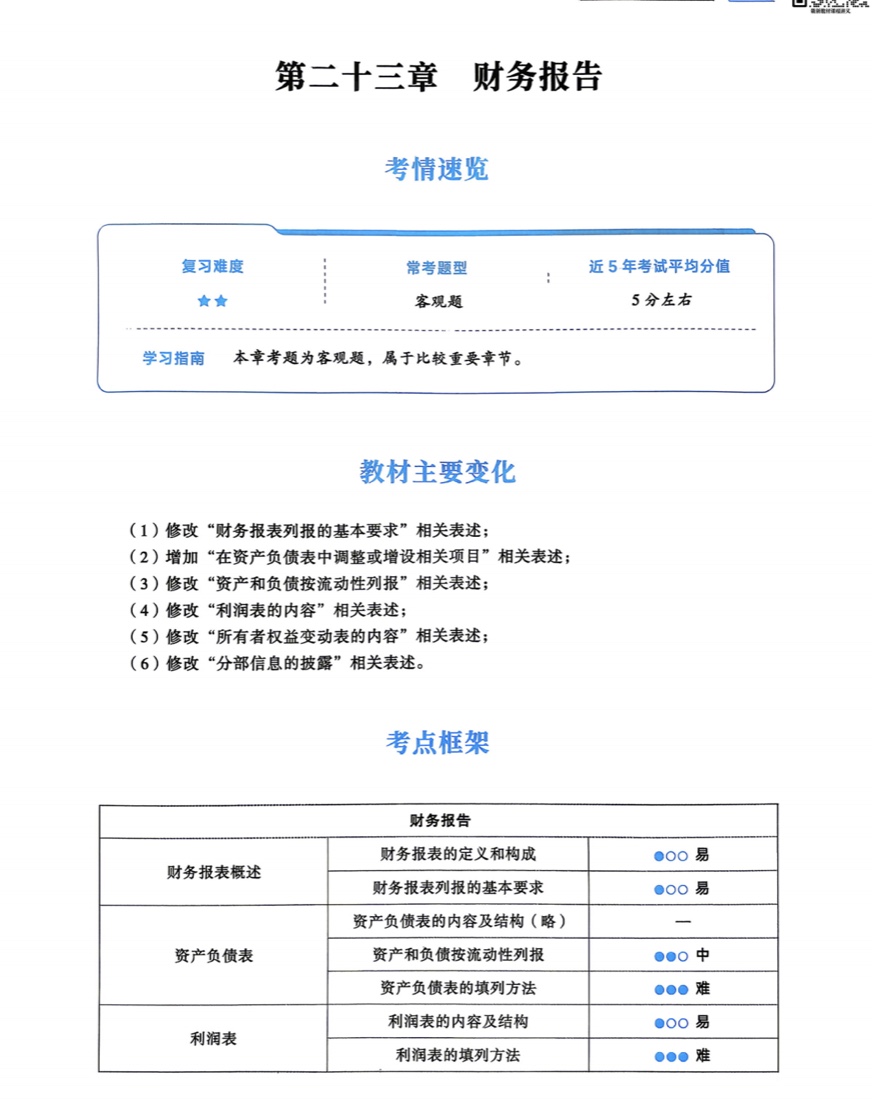 第二十三章 财务报告
考情速览
复习难度 常考题型 近5年考试平均分值
★★ 客观题 5分左右
学习指南 本章考题为客观题，属于比较重要章节。
教材主要变化
（1）修改“财务报表列报的基本要求”相关表述；
（2）增加“在资产负债表中调整或增设相关项目”相关表述；
（3）修改“资产和负债按流动性列报”相关表述；
（4）修改“利润表的内容”相关表述；
（5）修改“所有者权益变动表的内容”相关表述；
（6）修改“分部信息的披露”相关表述。
考点框架
财务报告
财务报表概述
财务报表的定义和构成 ●○○ 易
财务报表列报的基本要求 ●○○ 易
资产负债表
资产负债表的内容及结构（略） —
资产和负债按流动性列报 ●●○ 中
资产负债表的填列方法 ●●● 难
利润表
利润表的内容及结构 ●○○ 易
利润表的填列方法 ●●● 难